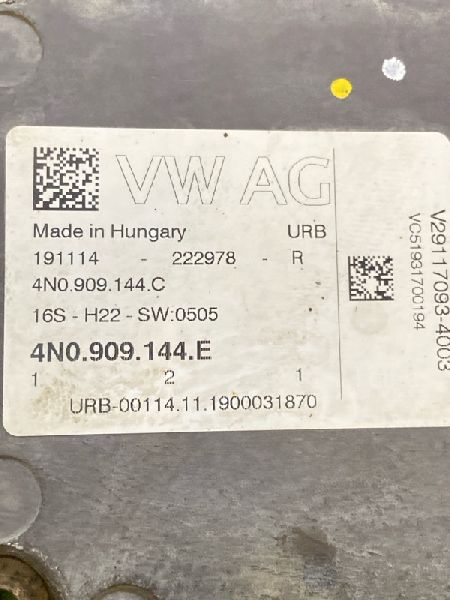 VW AG
Made in Hungary URB
191114 - 222978 - R
4N0.909.144.C
16S - H22 - SW:0505
4N0.909.144.E
1 2 1
URB-00114.11.1900031870
V29117093-4003
VC51931700194